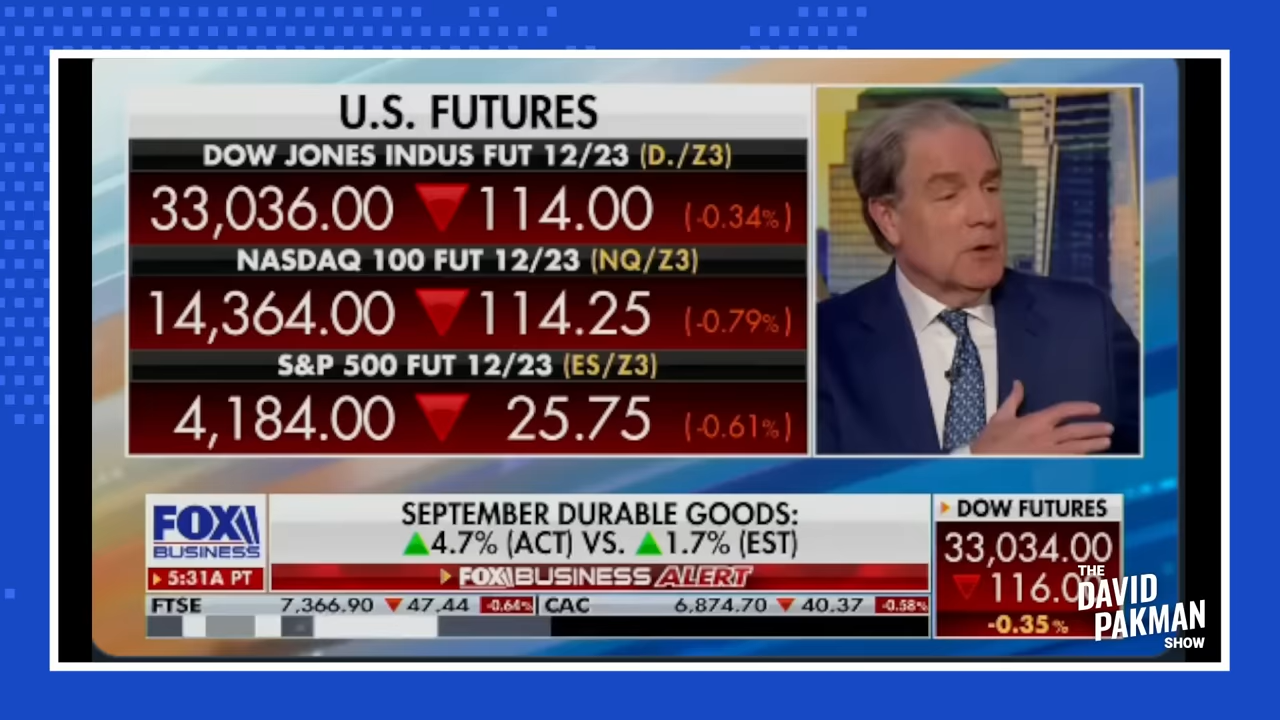 U.S. FUTURES
DOW JONES INDUS FUT 12/23 (D./Z3)
33,036.00 ▼ 114.00 (-0.34%)
NASDAQ 100 FUT 12/23 (NQ/Z3)
14,364.00 ▼ 114.25 (-0.79%)
S&P 500 FUT 12/23 (ES/Z3)
4,184.00 ▼ 25.75 (-0.61%)
FOX
BUSINESS
5:31A PT
SEPTEMBER DURABLE GOODS:
▲4.7% (ACT) VS. ▲1.7% (EST)
FOX BUSINESS ALERT
FTSE 7,366.90 ▼47.44 -0.64% CAC 6,874.70 ▼40.37 -0.58%
DOW FUTURES
33,034.00
▼ 116.00
-0.35%
THE
DAVID
PAKMAN
SHOW